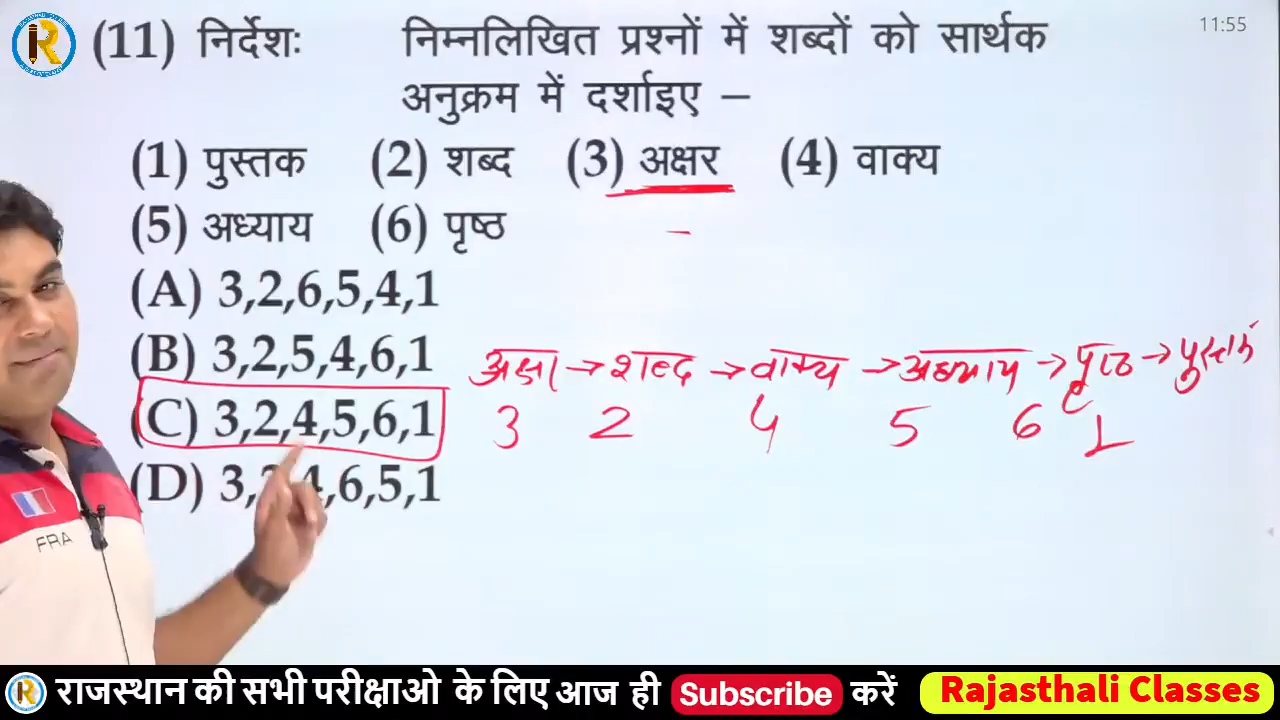 (11) निर्देशः निम्नलिखित प्रश्नों में शब्दों को सार्थक
11:55
अनुक्रम में दर्शाइए –
(1) पुस्तक (2) शब्द (3) अक्षर (4) वाक्य
(5) अध्याय (6) पृष्ठ
(A) 3,2,6,5,4,1
(B) 3,2,5,4,6,1
अक्षर → शब्द → वाक्य → अध्याय → पृष्ठ → पुस्तक
(C) 3,2,4,5,6,1
3 2 4 5 6 1
(D) 3,2,4,6,5,1
FRA
राजस्थान की सभी परीक्षाओ के लिए आज ही Subscribe करें Rajasthali Classes